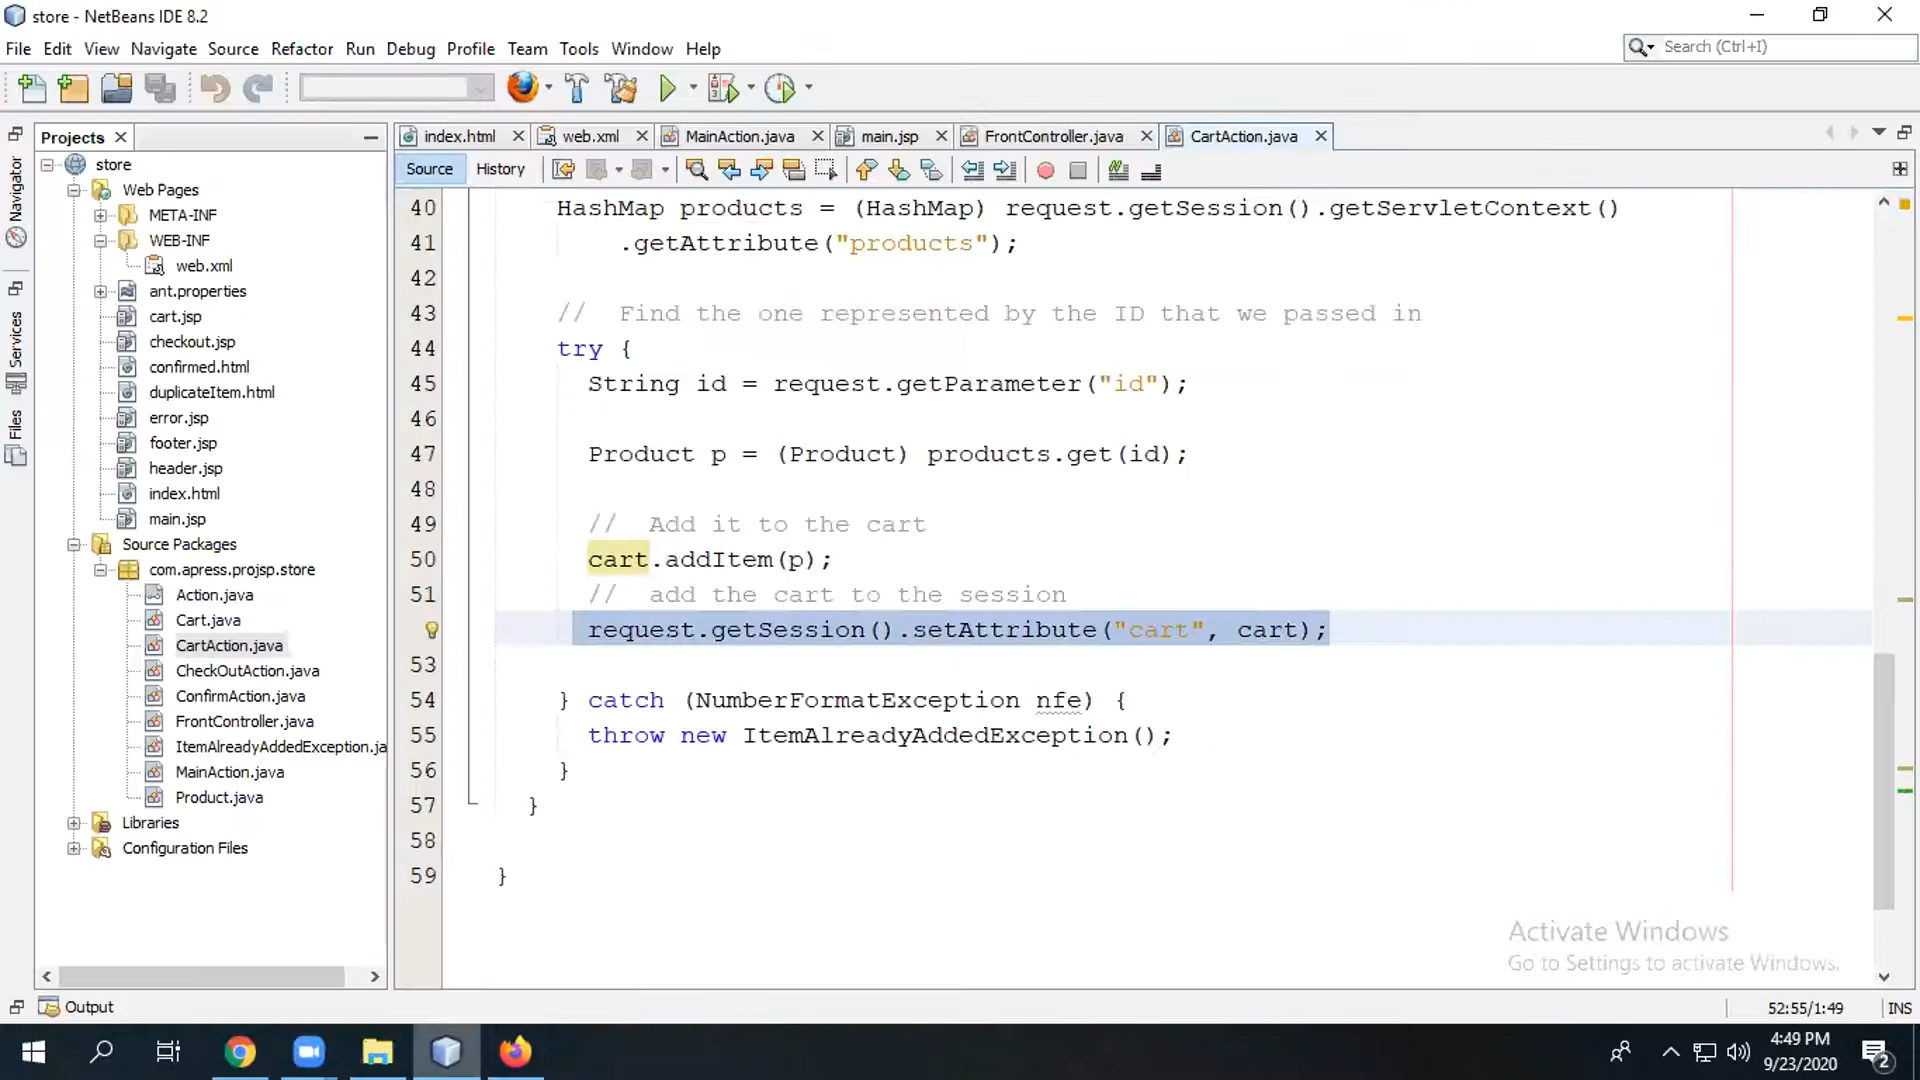 store - NetBeans IDE 8.2
File Edit View Navigate Source Refactor Run Debug Profile Team Tools Window Help
Search (Ctrl+I)
Projects
index.html web.xml MainAction.java main.jsp FrontController.java CartAction.java
Source History
Navigator
Services
Files
store
Web Pages
META-INF
WEB-INF
web.xml
ant.properties
cart.jsp
checkout.jsp
confirmed.html
duplicateItem.html
error.jsp
footer.jsp
header.jsp
index.html
main.jsp
Source Packages
com.apress.projsp.store
Action.java
Cart.java
CartAction.java
CheckOutAction.java
ConfirmAction.java
FrontController.java
ItemAlreadyAddedException.ja
MainAction.java
Product.java
Libraries
Configuration Files
40 HashMap products = (HashMap) request.getSession().getServletContext()
41 .getAttribute("products");
42
43 // Find the one represented by the ID that we passed in
44 try {
45 String id = request.getParameter("id");
46
47 Product p = (Product) products.get(id);
48
49 // Add it to the cart
50 cart.addItem(p);
51 // add the cart to the session
request.getSession().setAttribute("cart", cart);
53
54 } catch (NumberFormatException nfe) {
55 throw new ItemAlreadyAddedException();
56 }
57 }
58
59 }
Activate Windows
Go to Settings to activate Windows.
Output
52:55/1:49 INS
4:49 PM
9/23/2020
2